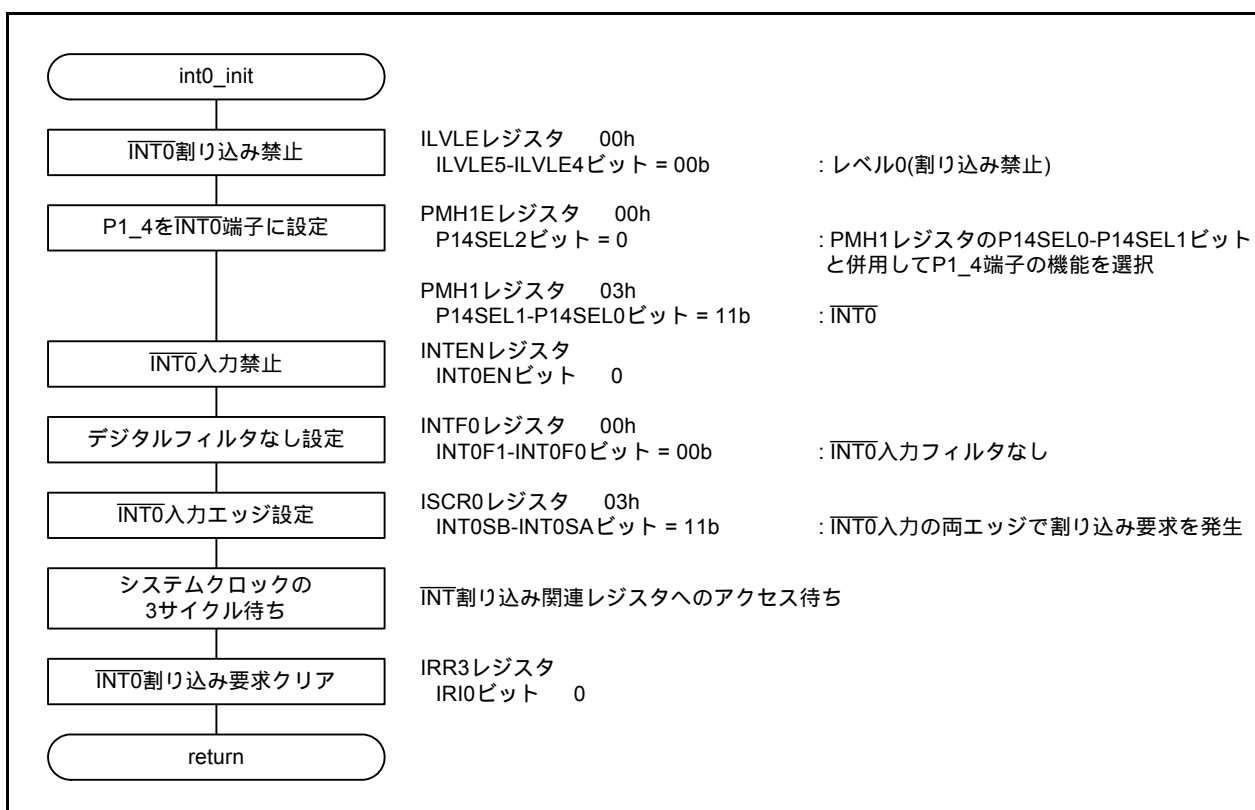 int0_init
INT0割り込み禁止
ILVLEレジスタ 00h
ILVLE5-ILVLE4ビット = 00b : レベル0(割り込み禁止)
P1_4をINT0端子に設定
PMH1Eレジスタ 00h
P14SEL2ビット = 0 : PMH1レジスタのP14SEL0-P14SEL1ビット
と併用してP1_4端子の機能を選択
PMH1レジスタ 03h
P14SEL1-P14SEL0ビット = 11b : INT0
INT0入力禁止
INTENレジスタ
INT0ENビット 0
デジタルフィルタなし設定
INTF0レジスタ 00h
INT0F1-INT0F0ビット = 00b : INT0入力フィルタなし
INT0入力エッジ設定
ISCR0レジスタ 03h
INT0SB-INT0SAビット = 11b : INT0入力の両エッジで割り込み要求を発生
システムクロックの
3サイクル待ち
INT割り込み関連レジスタへのアクセス待ち
INT0割り込み要求クリア
IRR3レジスタ
IRI0ビット 0
return